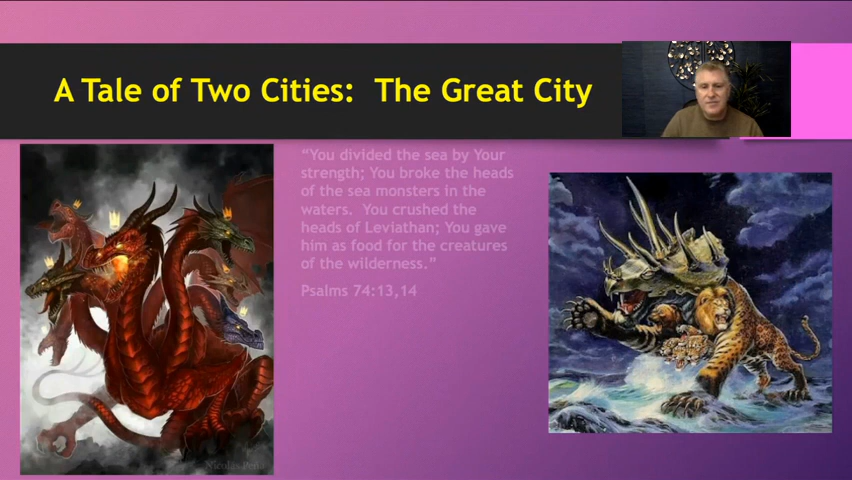 A Tale of Two Cities:  The Great City
“You divided the sea by Your
strength; You broke the heads
of the sea monsters in the
waters.  You crushed the
heads of Leviathan; You gave
him as food for the creatures
of the wilderness.”
Psalms 74:13,14
Nicolas Peña